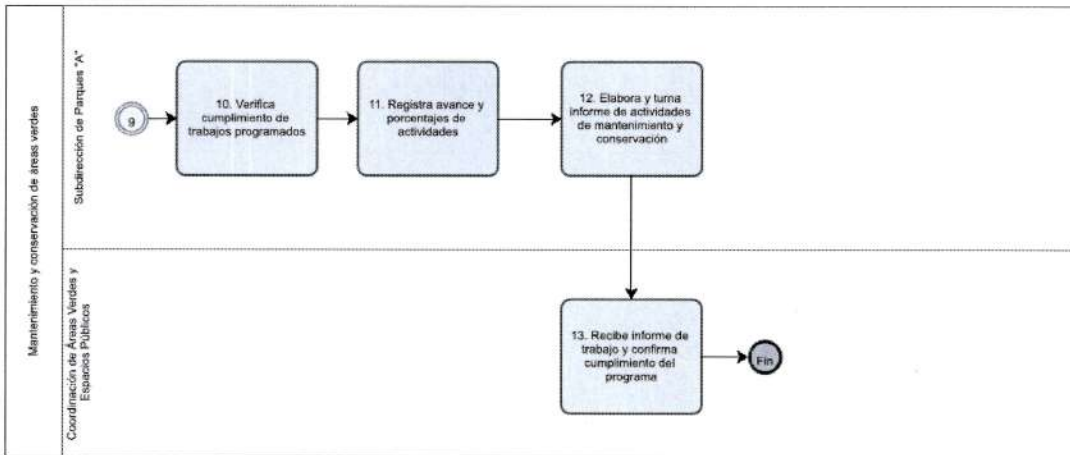 Mantenimiento y conservación de áreas verdes
Subdirección de Parques "A"
9
10. Verifica
cumplimiento de
trabajos programados
11. Registra avance y
porcentajes de
actividades
12. Elabora y turna
informe de actividades
de mantenimiento y
conservación
Coordinación de Áreas Verdes y
Espacios Públicos
13. Recibe informe de
trabajo y confirma
cumplimiento del
programa
Fin